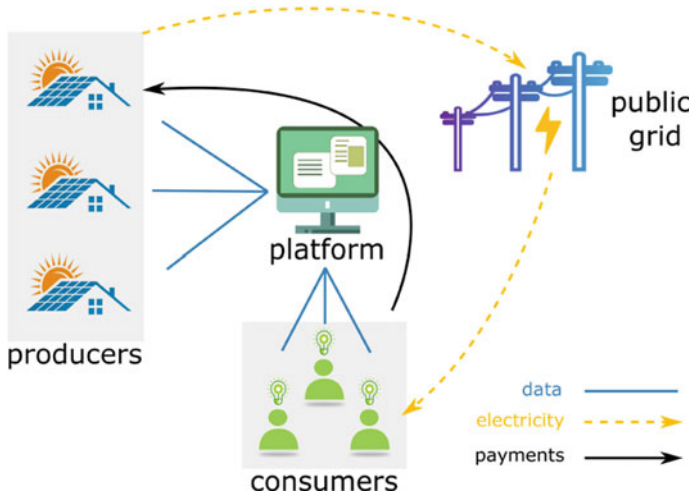 public
grid
platform
producers
consumers
data
electricity
payments